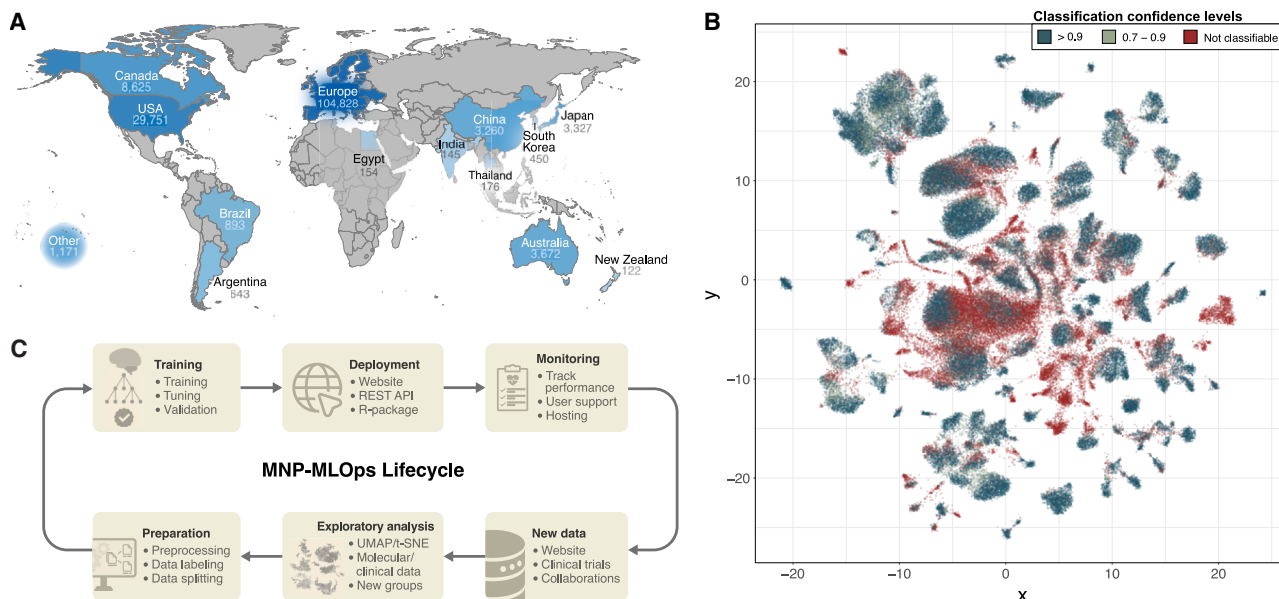 A
Canada
8,625
USA
29,751
Europe
104,828
China
3,260
Japan
3,327
South
Korea
450
India
145
Egypt
154
Thailand
176
Brazil
893
Other
1,171
Australia
3,672
New Zealand
122
Argentina
643
B
Classification confidence levels
> 0.9
0.7 – 0.9
Not classifiable
20
10
0
−10
−20
y
−20
−10
0
10
20
x
C
Training
• Training
• Tuning
• Validation
Deployment
• Website
• REST API
• R-package
Monitoring
• Track
performance
• User support
• Hosting
MNP-MLOps Lifecycle
Preparation
• Preprocessing
• Data labeling
• Data splitting
Exploratory analysis
• UMAP/t-SNE
• Molecular/
clinical data
• New groups
New data
• Website
• Clinical trials
• Collaborations